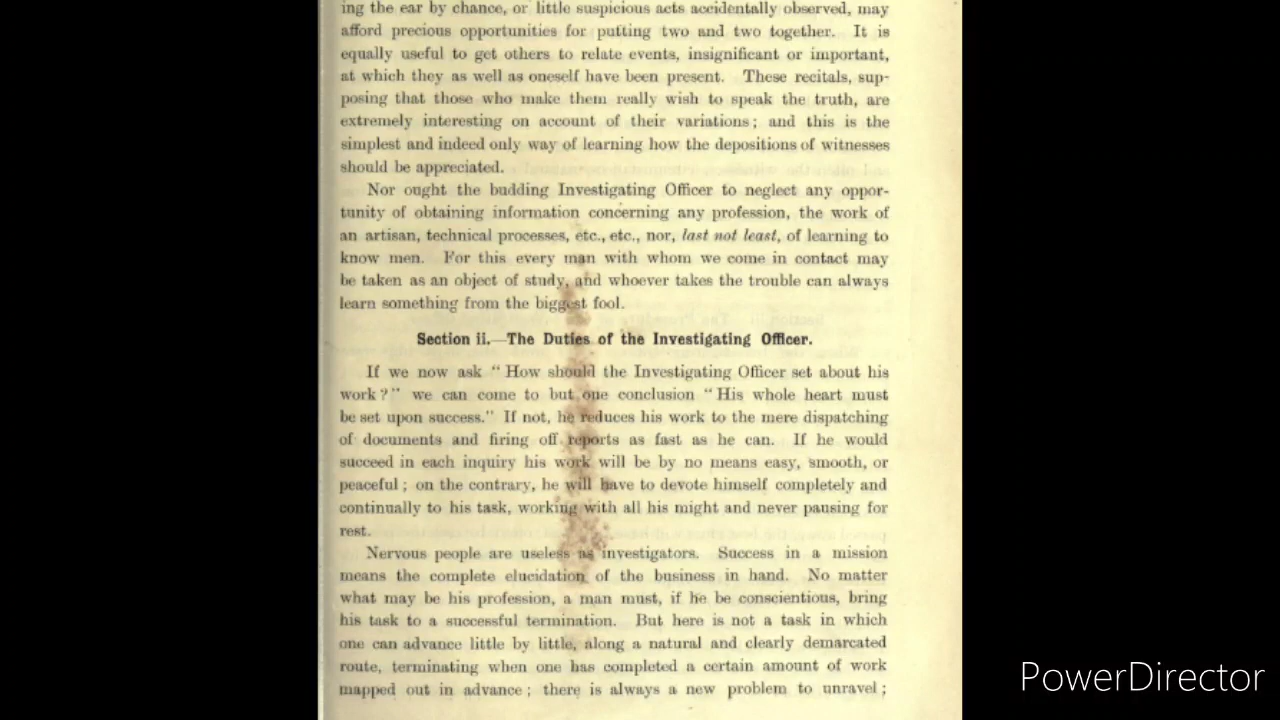 ing the ear by chance, or little suspicious acts accidentally observed, may
afford precious opportunities for putting two and two together. It is
equally useful to get others to relate events, insignificant or important,
at which they as well as oneself have been present. These recitals, sup-
posing that those who make them really wish to speak the truth, are
extremely interesting on account of their variations; and this is the
simplest and indeed only way of learning how the depositions of witnesses
should be appreciated.
Nor ought the budding Investigating Officer to neglect any oppor-
tunity of obtaining information concerning any profession, the work of
an artisan, technical processes, etc., etc., nor, last not least, of learning to
know men. For this every man with whom we come in contact may
be taken as an object of study, and whoever takes the trouble can always
learn something from the biggest fool.
Section ii.—The Duties of the Investigating Officer.
If we now ask "How should the Investigating Officer set about his
work?" we can come to but one conclusion "His whole heart must
be set upon success." If not, he reduces his work to the mere dispatching
of documents and firing off reports as fast as he can. If he would
succeed in each inquiry his work will be by no means easy, smooth, or
peaceful; on the contrary, he will have to devote himself completely and
continually to his task, working with all his might and never pausing for
rest.
Nervous people are useless as investigators. Success in a mission
means the complete elucidation of the business in hand. No matter
what may be his profession, a man must, if he be conscientious, bring
his task to a successful termination. But here is not a task in which
one can advance little by little, along a natural and clearly demarcated
route, terminating when one has completed a certain amount of work
mapped out in advance; there is always a new problem to unravel;
PowerDirector